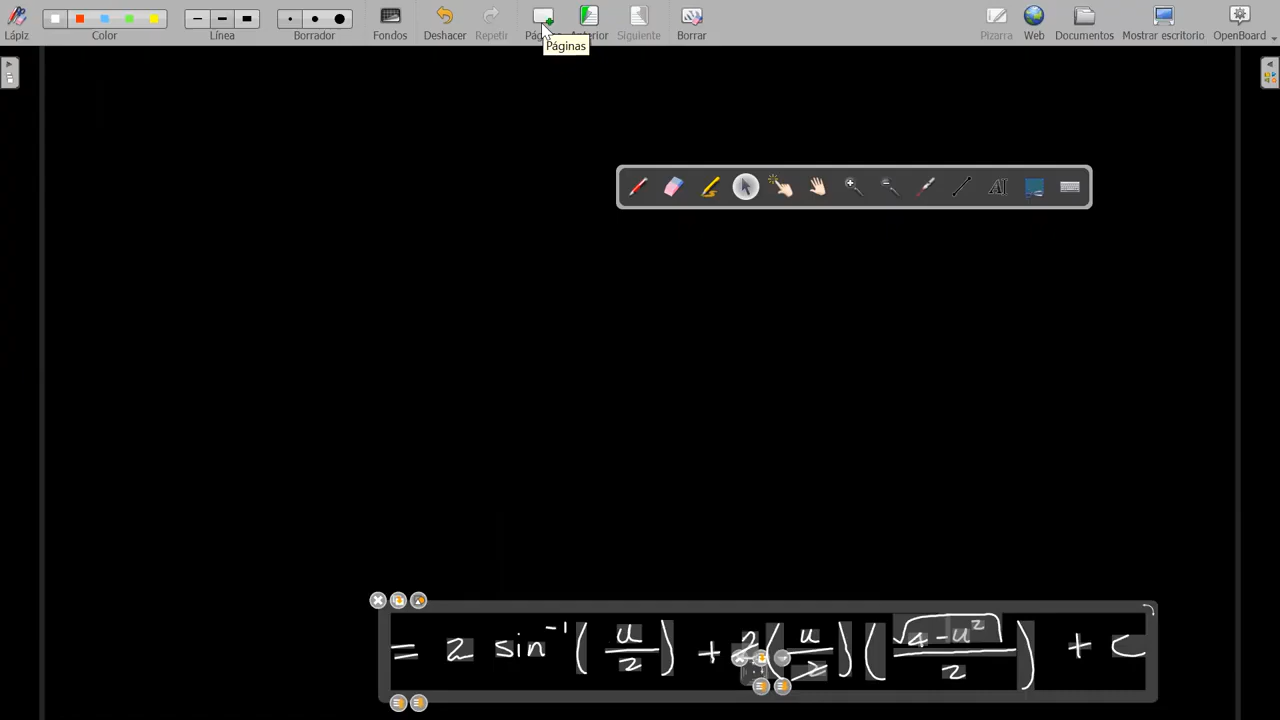 Lápiz Color Línea Borrador Fondos Deshacer Repetir Siguiente Borrar Pizarra Web Documentos Mostrar escritorio OpenBoard
Páginas
= 2 sin⁻¹(u/2) + 2(u/2)(√(4-u²)/2) + C